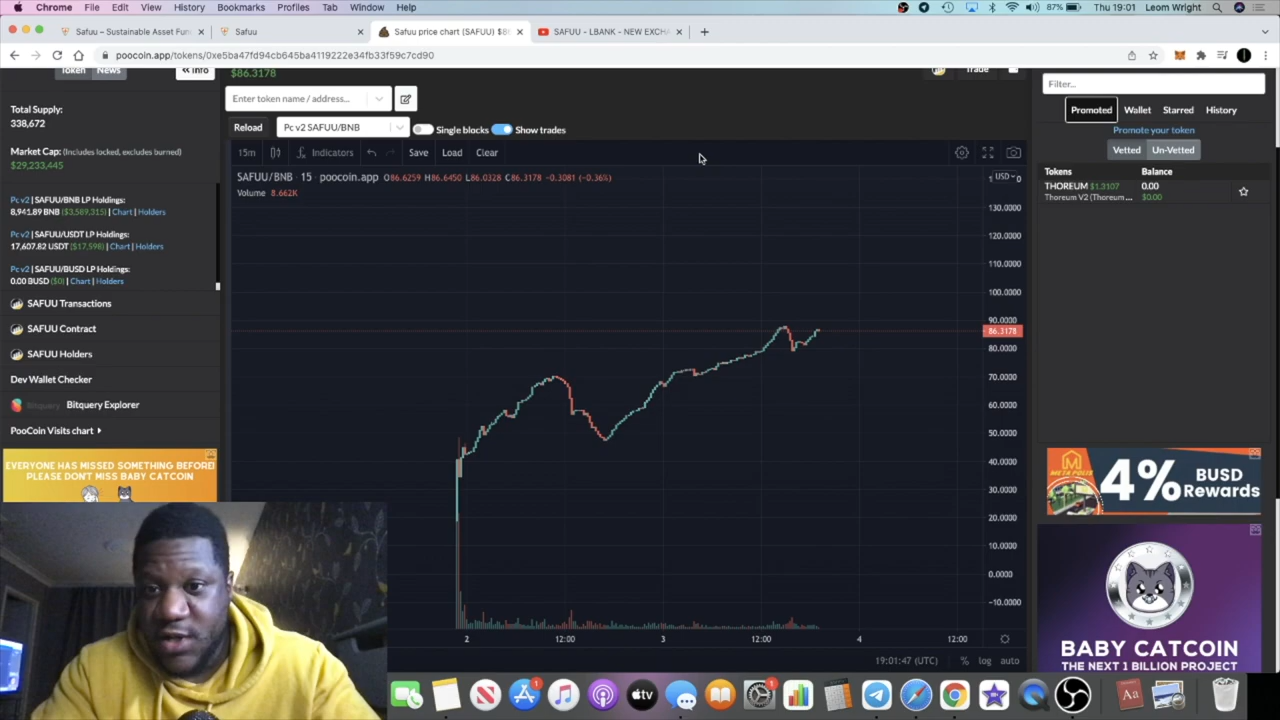 Chrome File Edit View History Bookmarks Profiles Tab Window Help
87% Thu 19:01 Leom Wright
Safuu – Sustainable Asset Fun
Safuu
Safuu price chart (SAFUU) $8
SAFUU - LBANK - NEW EXCH
poocoin.app/tokens/0xe5ba47fd94cb645ba4119222e34fb33f59c7cd90
Token News « Info
Total Supply:
338,672
Market Cap: (Includes locked, excludes burned)
$29,233,445
Pc v2 | SAFUU/BNB LP Holdings:
8,941.89 BNB ($3,569,315) | Chart | Holders
Pc v2 | SAFUU/USDT LP Holdings:
17,607.82 USDT ($17,598) | Chart | Holders
Pc v2 | SAFUU/BUSD LP Holdings:
0.00 BUSD ($0) | Chart | Holders
SAFUU Transactions
SAFUU Contract
SAFUU Holders
Dev Wallet Checker
Bitquery Bitquery Explorer
PooCoin Visits chart
EVERYONE HAS MISSED SOMETHING BEFORE
PLEASE DON'T MISS BABY CATCOIN
$86.3178
Trade
Enter token name / address...
Reload Pc v2 SAFUU/BNB Single blocks Show trades
15m Indicators Save Load Clear
SAFUU/BNB · 15 · poocoin.app O86.6259 H86.6450 L86.0328 C86.3178 -0.3081 (-0.36%)
Volume 8.662K
USD
130.0000
120.0000
110.0000
100.0000
90.0000
86.3178
80.0000
70.0000
60.0000
50.0000
40.0000
30.0000
20.0000
10.0000
0.0000
-10.0000
2 12:00 3 12:00 4 12:00
19:01:47 (UTC) % log auto
Filter...
Promoted Wallet Starred History
Promote your token
Vetted Un-Vetted
Tokens Balance
THOREUM $1.3107 0.00
Thoreum V2 (Thoreum ... $0.00
META POLIS
4% BUSD
Rewards
BABY CATCOIN
THE NEXT 1 BILLION PROJECT